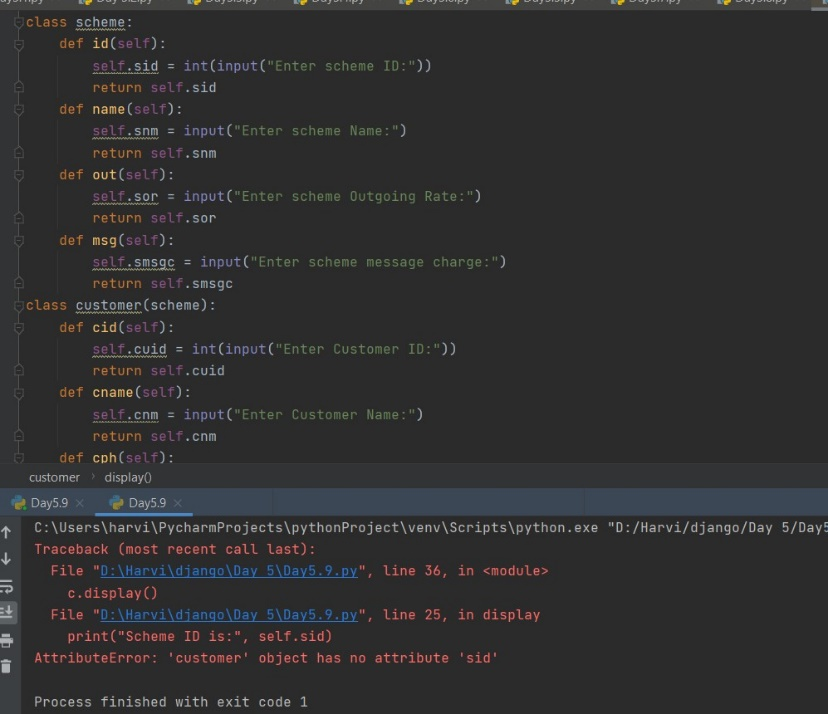 class scheme:
def id(self):
self.sid = int(input("Enter scheme ID:"))
return self.sid
def name(self):
self.snm = input("Enter scheme Name:")
return self.snm
def out(self):
self.sor = input("Enter scheme Outgoing Rate:")
return self.sor
def msg(self):
self.smsgc = input("Enter scheme message charge:")
return self.smsgc
class customer(scheme):
def cid(self):
self.cuid = int(input("Enter Customer ID:"))
return self.cuid
def cname(self):
self.cnm = input("Enter Customer Name:")
return self.cnm
def cph(self):
customer > display()
Day5.9 × Day5.9 ×
C:\Users\harvi\PycharmProjects\pythonProject\venv\Scripts\python.exe "D:/Harvi/django/Day 5/Day5
Traceback (most recent call last):
File "D:\Harvi\django\Day 5\Day5.9.py", line 36, in <module>
c.display()
File "D:\Harvi\django\Day 5\Day5.9.py", line 25, in display
print("Scheme ID is:", self.sid)
AttributeError: 'customer' object has no attribute 'sid'
Process finished with exit code 1